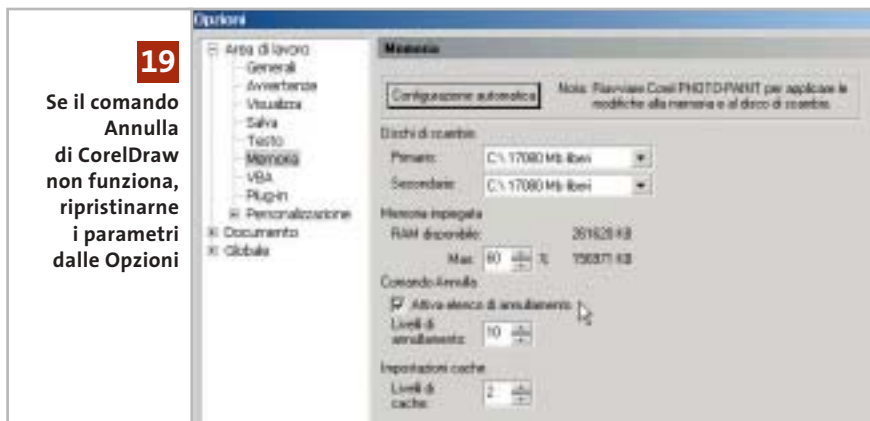 19
Se il comando
Annulla
di CorelDraw
non funziona,
ripristinarne
i parametri
dalle Opzioni
Opzioni
Area di lavoro
Generali
Avvertenze
Visualizza
Salva
Testo
Memoria
VBA
Plug-in
Personalizzazione
Documento
Globale
Memoria
Configurazione automatica
Nota: Riavviare Corel PHOTO-PAINT per applicare le
modifiche alla memoria e al disco di scambio.
Dischi di scambio
Primario: C:\ 17080 Mb liberi
Secondario: C:\ 17080 Mb liberi
Memoria impiegata
RAM disponibile: 261628 KB
Max: 60 %
Comando Annulla
Attiva elenco di annullamento
Livelli di
annullamento: 10
Impostazioni cache
Livelli di
cache: 2